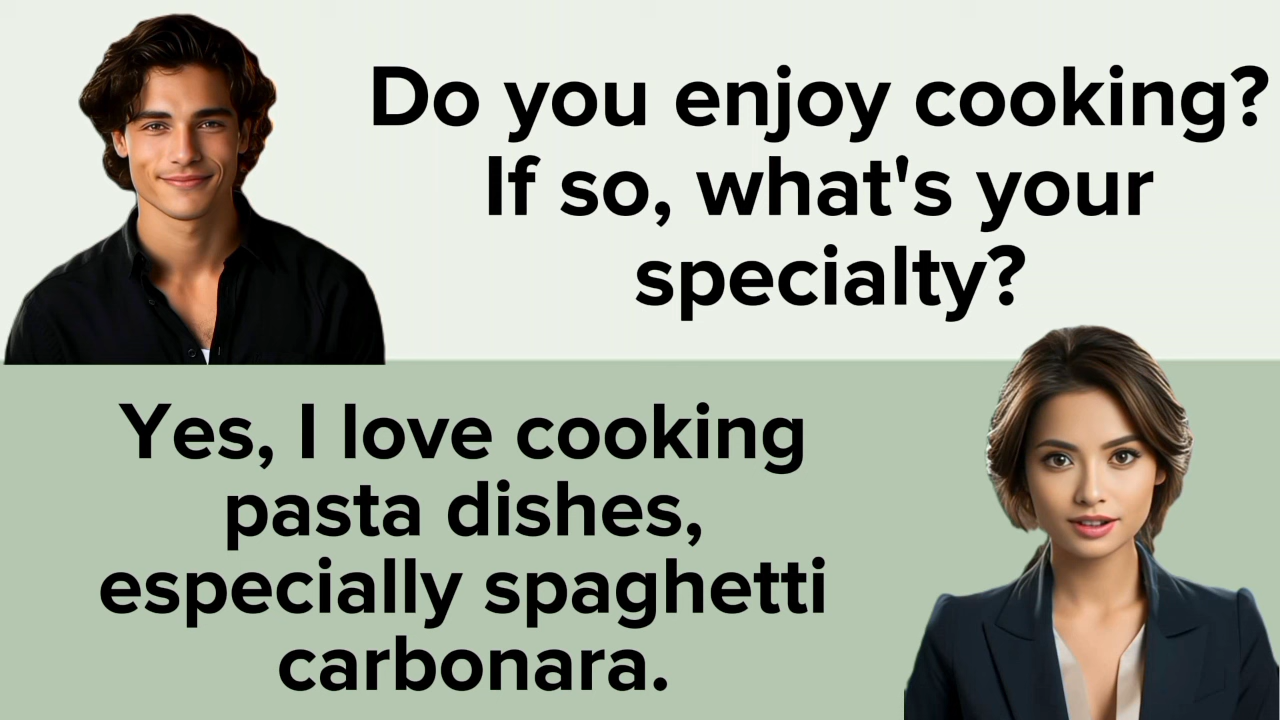 Do you enjoy cooking?
If so, what's your
specialty?
Yes, I love cooking
pasta dishes,
especially spaghetti
carbonara.